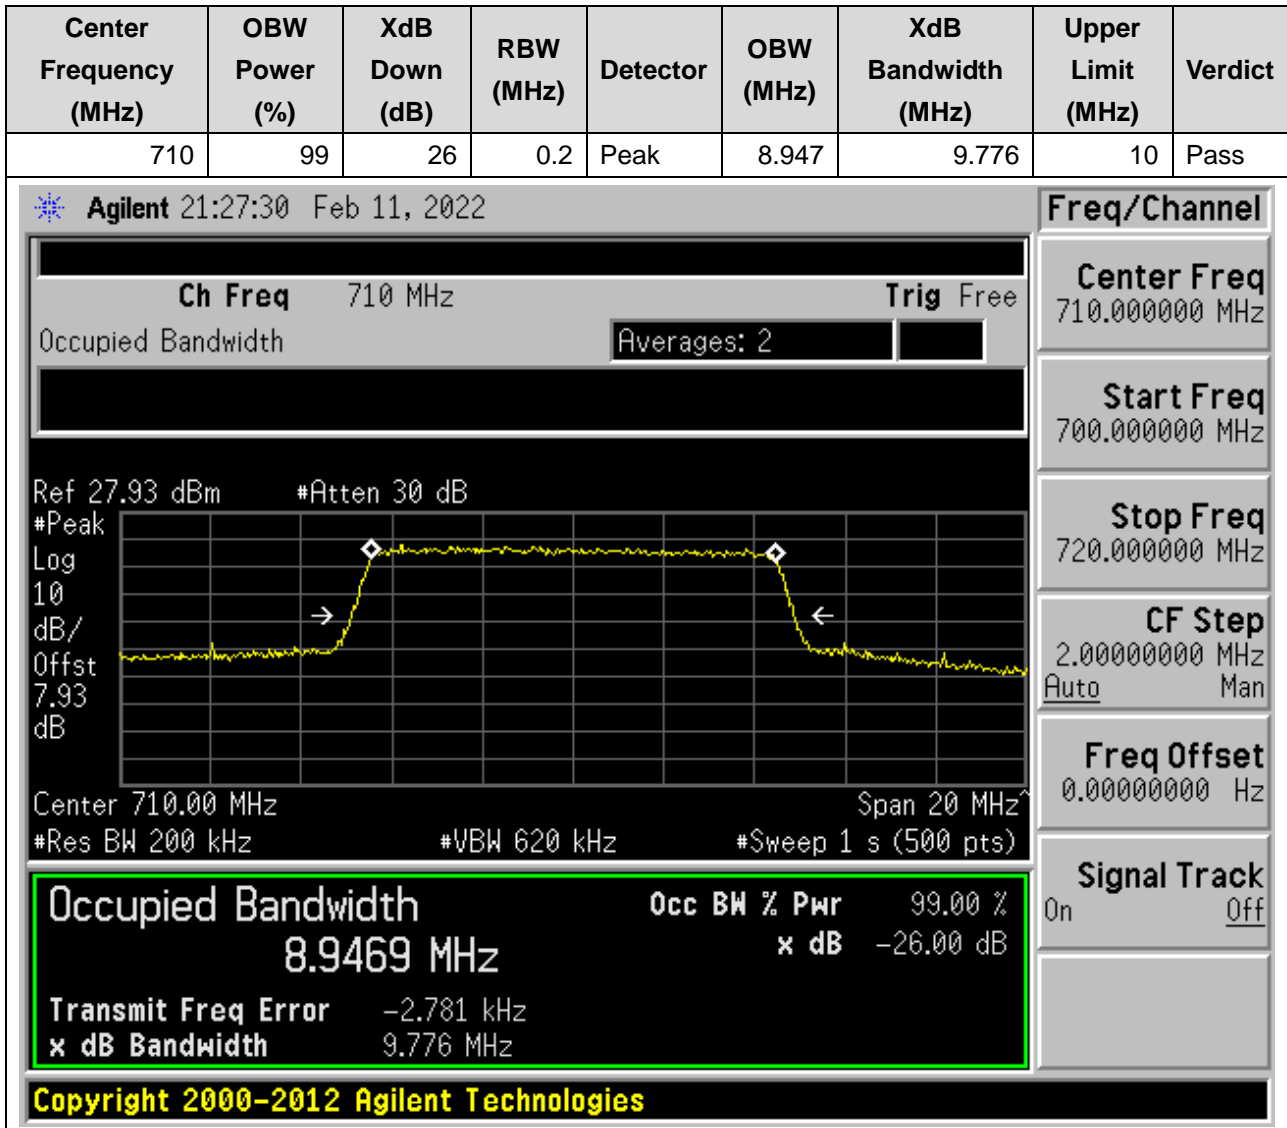 Center Frequency (MHz) OBW Power (%) XdB Down (dB) RBW (MHz) Detector OBW (MHz) XdB Bandwidth (MHz) Upper Limit (MHz) Verdict
710 99 26 0.2 Peak 8.947 9.776 10 Pass
Agilent 21:27:30 Feb 11, 2022
Ch Freq 710 MHz Trig Free
Occupied Bandwidth Averages: 2
Ref 27.93 dBm #Atten 30 dB
#Peak
Log
10
dB/
Offst
7.93
dB
Center 710.00 MHz Span 20 MHz^
#Res BW 200 kHz #VBW 620 kHz #Sweep 1 s (500 pts)
Occupied Bandwidth Occ BW % Pwr 99.00 %
8.9469 MHz x dB -26.00 dB
Transmit Freq Error -2.781 kHz
x dB Bandwidth 9.776 MHz
Copyright 2000-2012 Agilent Technologies
Freq/Channel
Center Freq
710.000000 MHz
Start Freq
700.000000 MHz
Stop Freq
720.000000 MHz
CF Step
2.00000000 MHz
Auto Man
Freq Offset
0.00000000 Hz
Signal Track
On Off